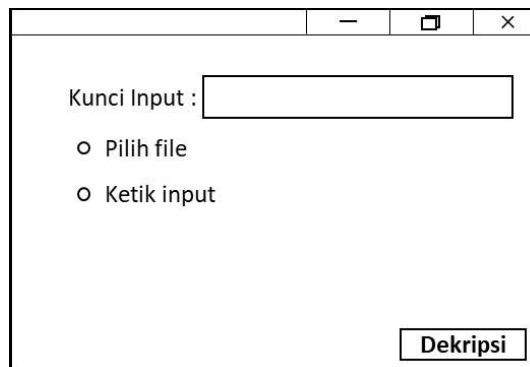 Kunci Input :
Pilih file
Ketik input
Dekripsi